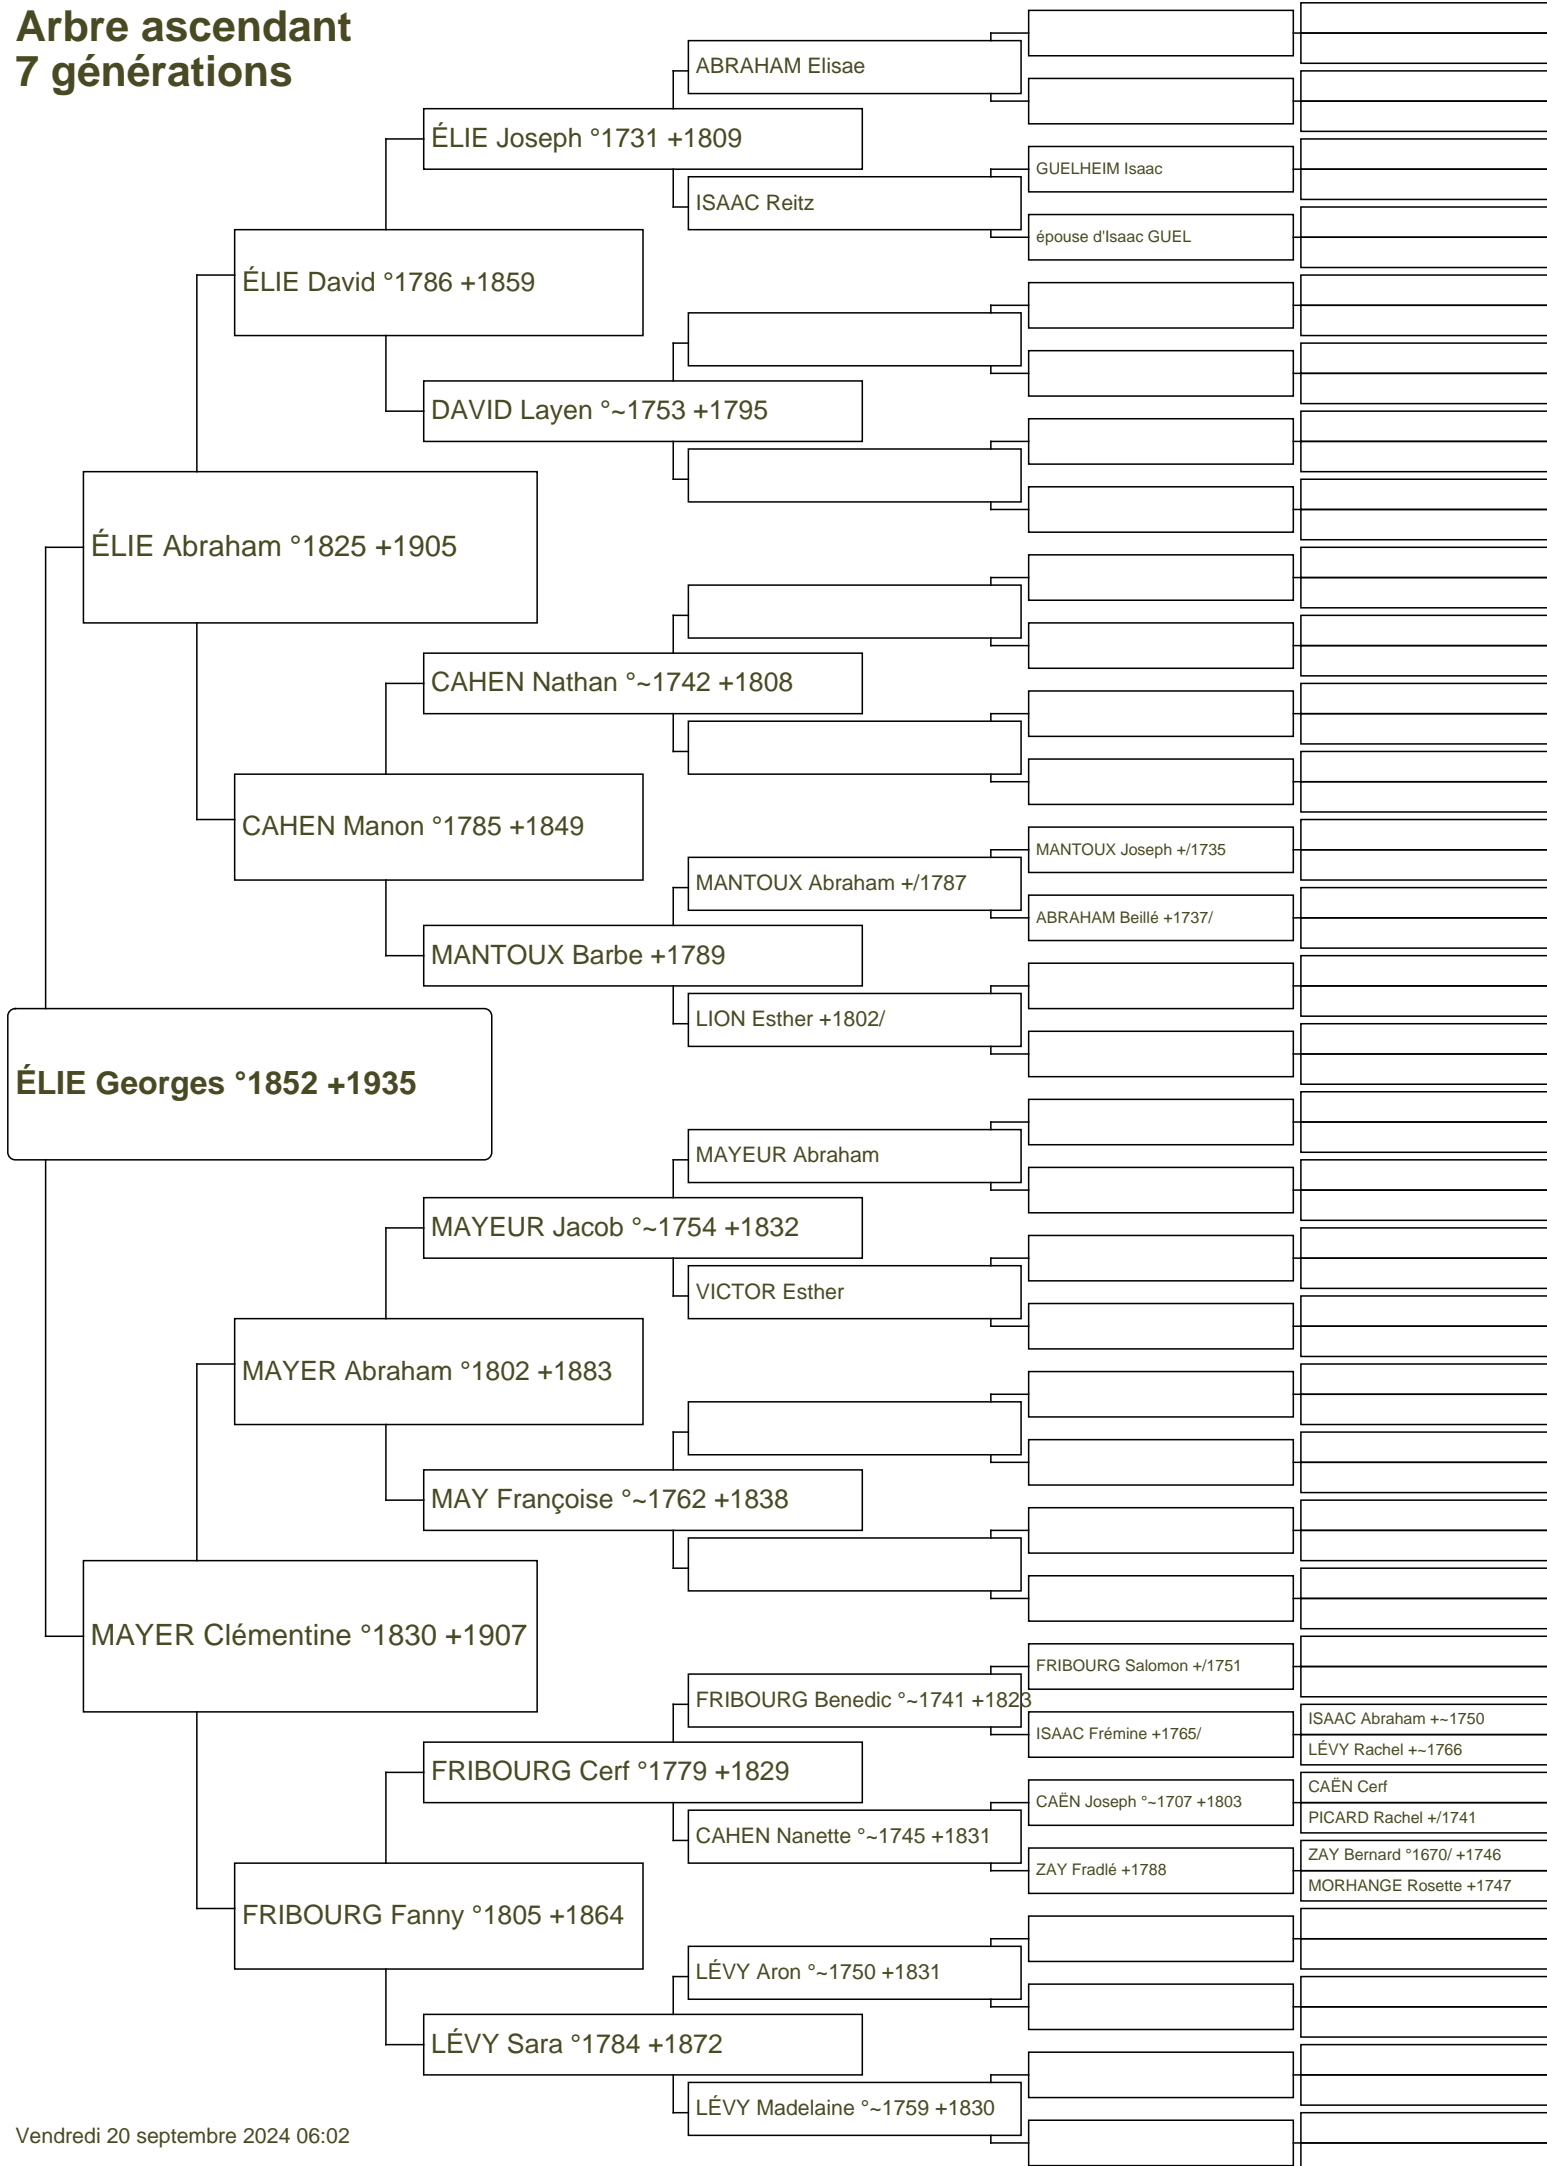 Arbre ascendant
7 générations
ABRAHAM Elisae
ÉLIE Joseph °1731 +1809
GUELHEIM Isaac
ISAAC Reitz
épouse d'Isaac GUEL
ÉLIE David °1786 +1859
DAVID Layen °~1753 +1795
ÉLIE Abraham °1825 +1905
CAHEN Nathan °~1742 +1808
CAHEN Manon °1785 +1849
MANTOUX Joseph +/1735
MANTOUX Abraham +/1787
ABRAHAM Beillé +1737/
MANTOUX Barbe +1789
LION Esther +1802/
ÉLIE Georges °1852 +1935
MAYEUR Abraham
MAYEUR Jacob °~1754 +1832
VICTOR Esther
MAYER Abraham °1802 +1883
MAY Françoise °~1762 +1838
MAYER Clémentine °1830 +1907
FRIBOURG Salomon +/1751
FRIBOURG Benedic °~1741 +1823
ISAAC Abraham +~1750
ISAAC Frémine +1765/
LÉVY Rachel +~1766
FRIBOURG Cerf °1779 +1829
CAËN Cerf
CAËN Joseph °~1707 +1803
PICARD Rachel +/1741
CAHEN Nanette °~1745 +1831
ZAY Bernard °1670/ +1746
ZAY Fradlé +1788
MORHANGE Rosette +1747
FRIBOURG Fanny °1805 +1864
LÉVY Aron °~1750 +1831
LÉVY Sara °1784 +1872
LÉVY Madelaine °~1759 +1830
Vendredi 20 septembre 2024 06:02